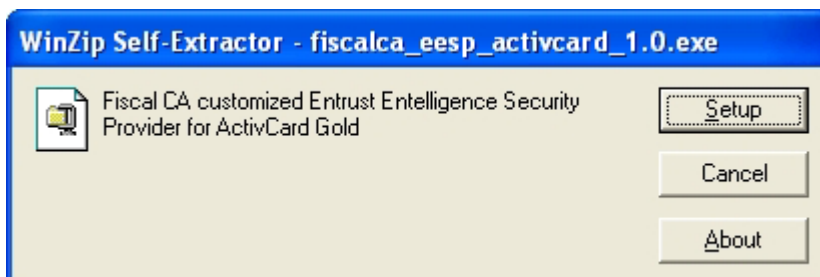 WinZip Self-Extractor - fiscalca_eesp_activcard_1.0.exe
Fiscal CA customized Entrust Entelligence Security
Provider for ActivCard Gold
Setup
Cancel
About